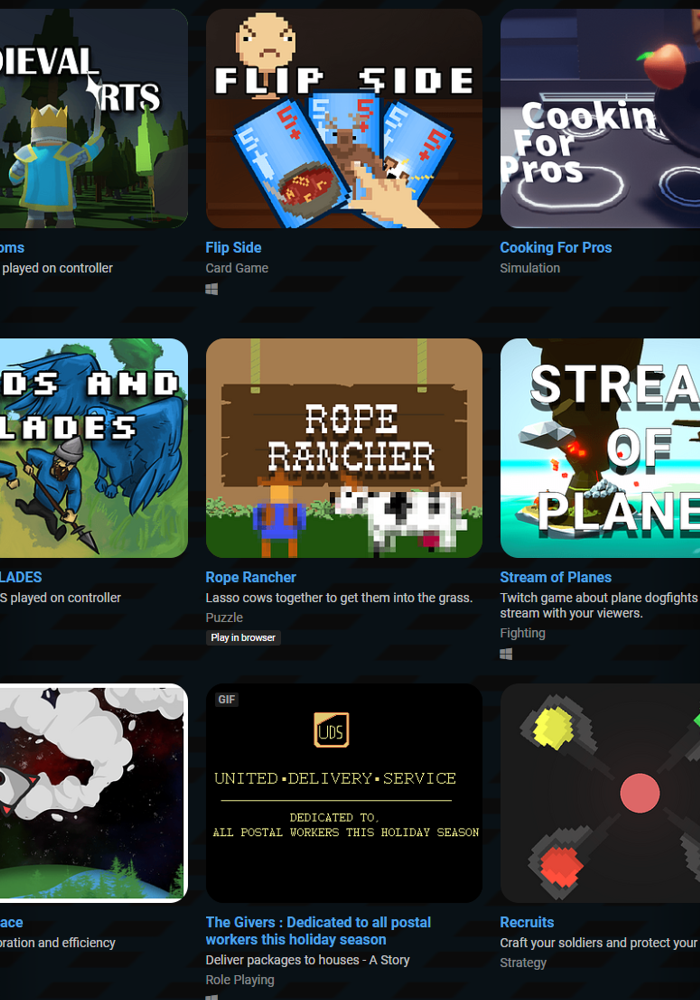 DIEVAL
ARTS
FLIP SIDE
Cookin
For
Pros
oms
played on controller
Flip Side
Card Game
Cooking For Pros
Simulation
DS AND
LADES
ROPE
RANCHER
STREA
OF
PLANE
LADES
S played on controller
Rope Rancher
Lasso cows together to get them into the grass.
Puzzle
Play in browser
Stream of Planes
Twitch game about plane dogfights
stream with your viewers.
Fighting
GIF
UDS
UNITED▪DELIVERY▪SERVICE
DEDICATED TO,
ALL POSTAL WORKERS THIS HOLIDAY SEASON
ace
oration and efficiency
The Givers : Dedicated to all postal
workers this holiday season
Deliver packages to houses - A Story
Role Playing
Recruits
Craft your soldiers and protect your
Strategy